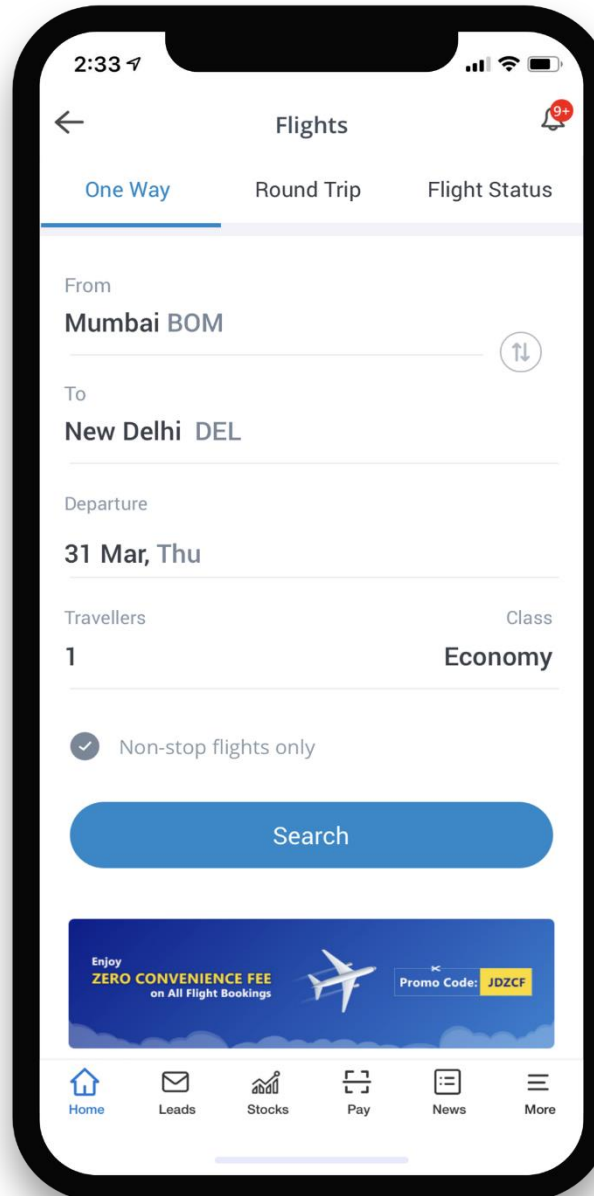 2:33
Flights
9+
One Way Round Trip Flight Status
From
Mumbai BOM
To
New Delhi DEL
Departure
31 Mar, Thu
Travellers Class
1 Economy
Non-stop flights only
Search
Enjoy
ZERO CONVENIENCE FEE
on All Flight Bookings
Promo Code: JDZCF
Home Leads Stocks Pay News More